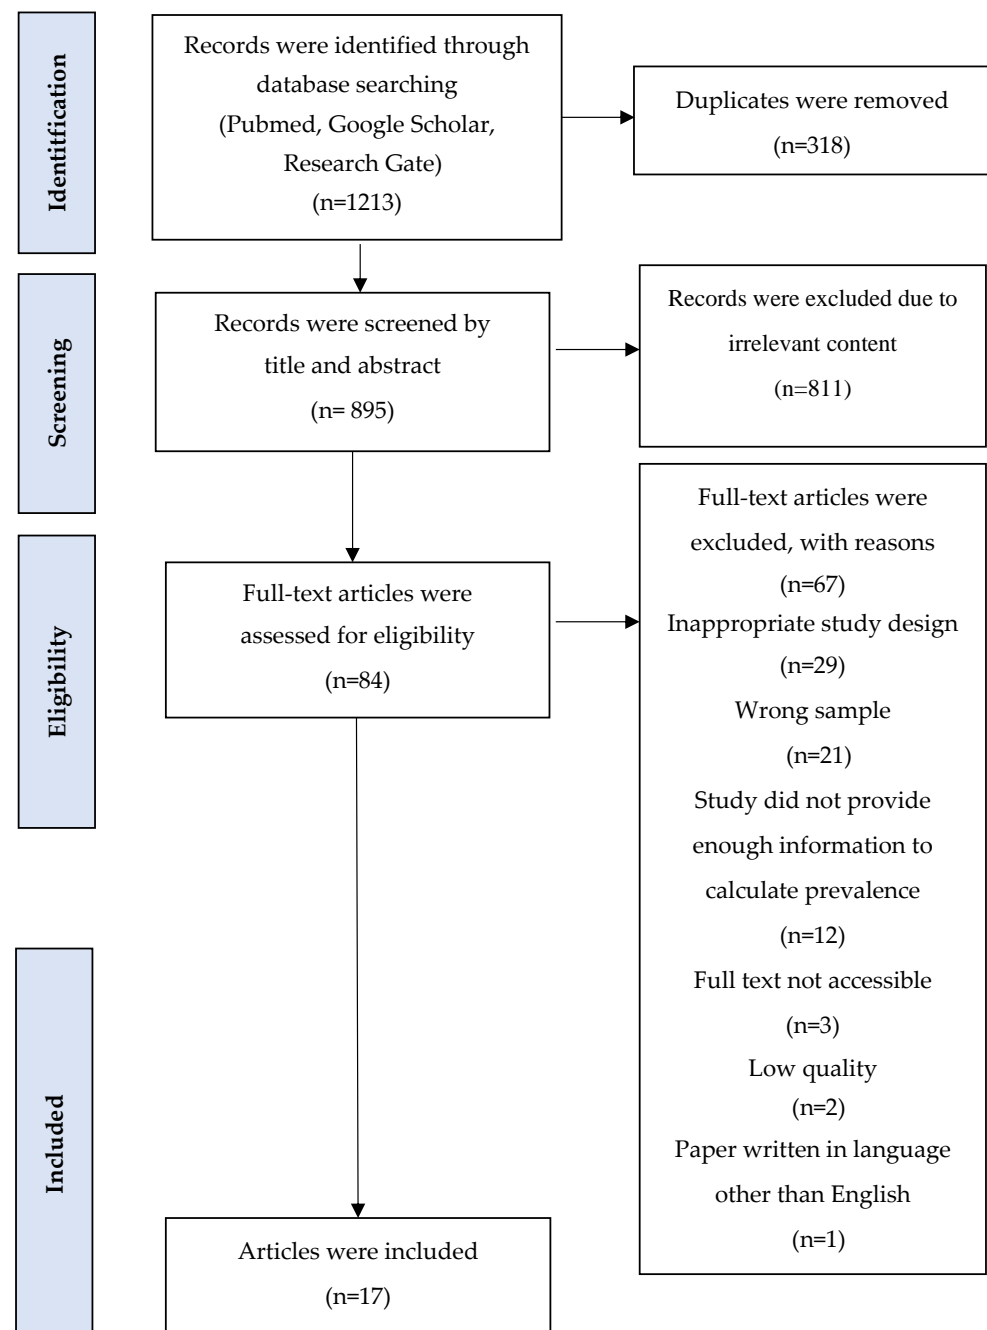 Identitfication
Records were identified through
database searching
(Pubmed, Google Scholar,
Research Gate)
(n=1213)
Duplicates were removed
(n=318)
Screening
Records were screened by
title and abstract
(n= 895)
Records were excluded due to
irrelevant content
(n=811)
Eligibility
Full-text articles were
assessed for eligibility
(n=84)
Full-text articles were
excluded, with reasons
(n=67)
Inappropriate study design
(n=29)
Wrong sample
(n=21)
Study did not provide
enough information to
calculate prevalence
(n=12)
Full text not accessible
(n=3)
Low quality
(n=2)
Paper written in language
other than English
(n=1)
Included
Articles were included
(n=17)